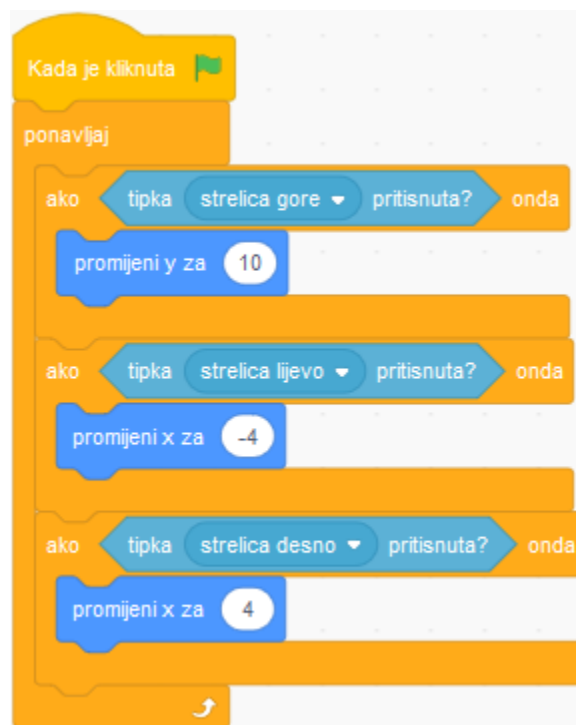 Kada je kliknuta
ponavljaj
ako tipka strelica gore pritisnuta? onda
promijeni y za 10
ako tipka strelica lijevo pritisnuta? onda
promijeni x za -4
ako tipka strelica desno pritisnuta? onda
promijeni x za 4